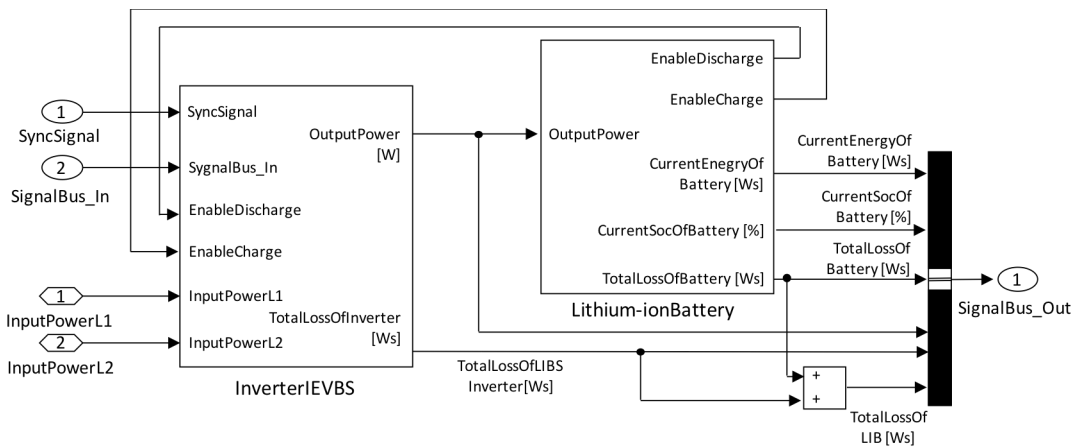 EnableDischarge
EnableCharge
OutputPower
CurrentEnegryOf
Battery [Ws]
CurrentSocOfBattery [%]
TotalLossOfBattery [Ws]
Lithium-ionBattery
1
SyncSignal
2
SignalBus_In
1
InputPowerL1
2
InputPowerL2
SyncSignal
SygnalBus_In
EnableDischarge
EnableCharge
InputPowerL1
InputPowerL2
OutputPower
[W]
TotalLossOfInverter
[Ws]
InverterIEVBS
CurrentEnergyOf
Battery [Ws]
CurrentSocOf
Battery [%]
TotalLossOf
Battery [Ws]
1
SignalBus_Out
TotalLossOfLIBS
Inverter[Ws]
+
+
TotalLossOf
LIB [Ws]